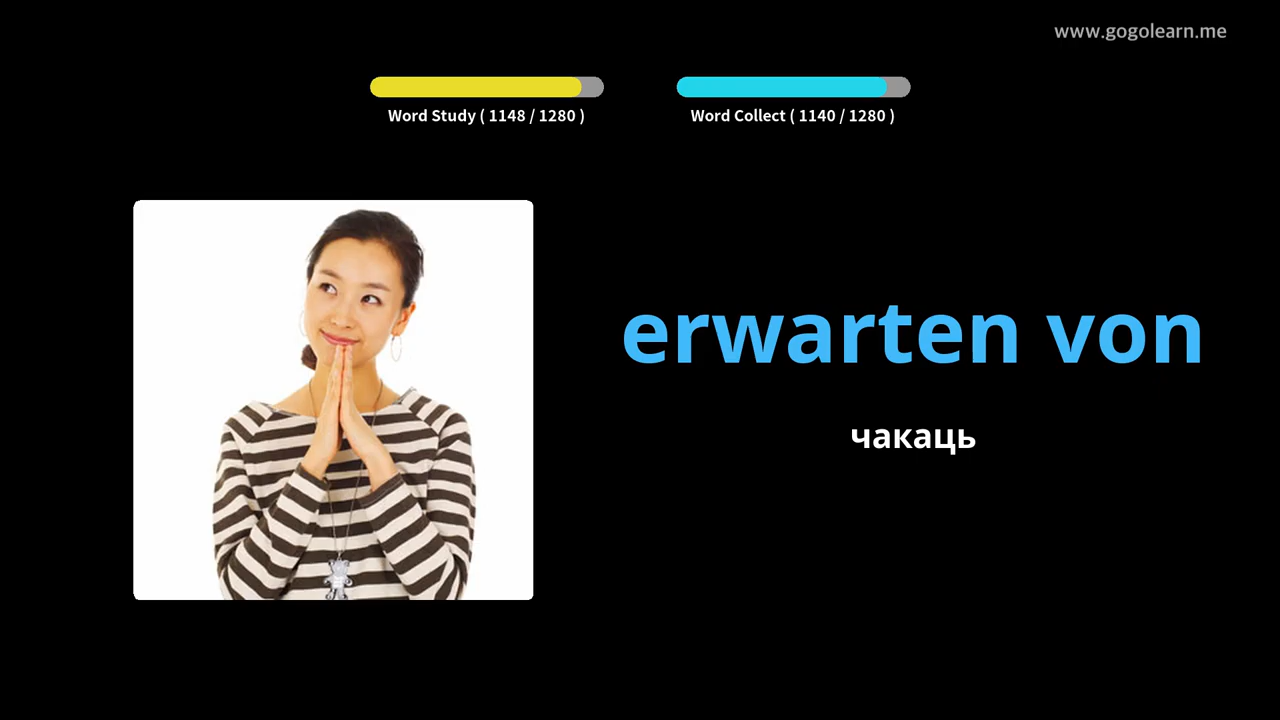 www.gogolearn.me
Word Study ( 1148 / 1280 )
Word Collect ( 1140 / 1280 )
erwarten von
чакаць